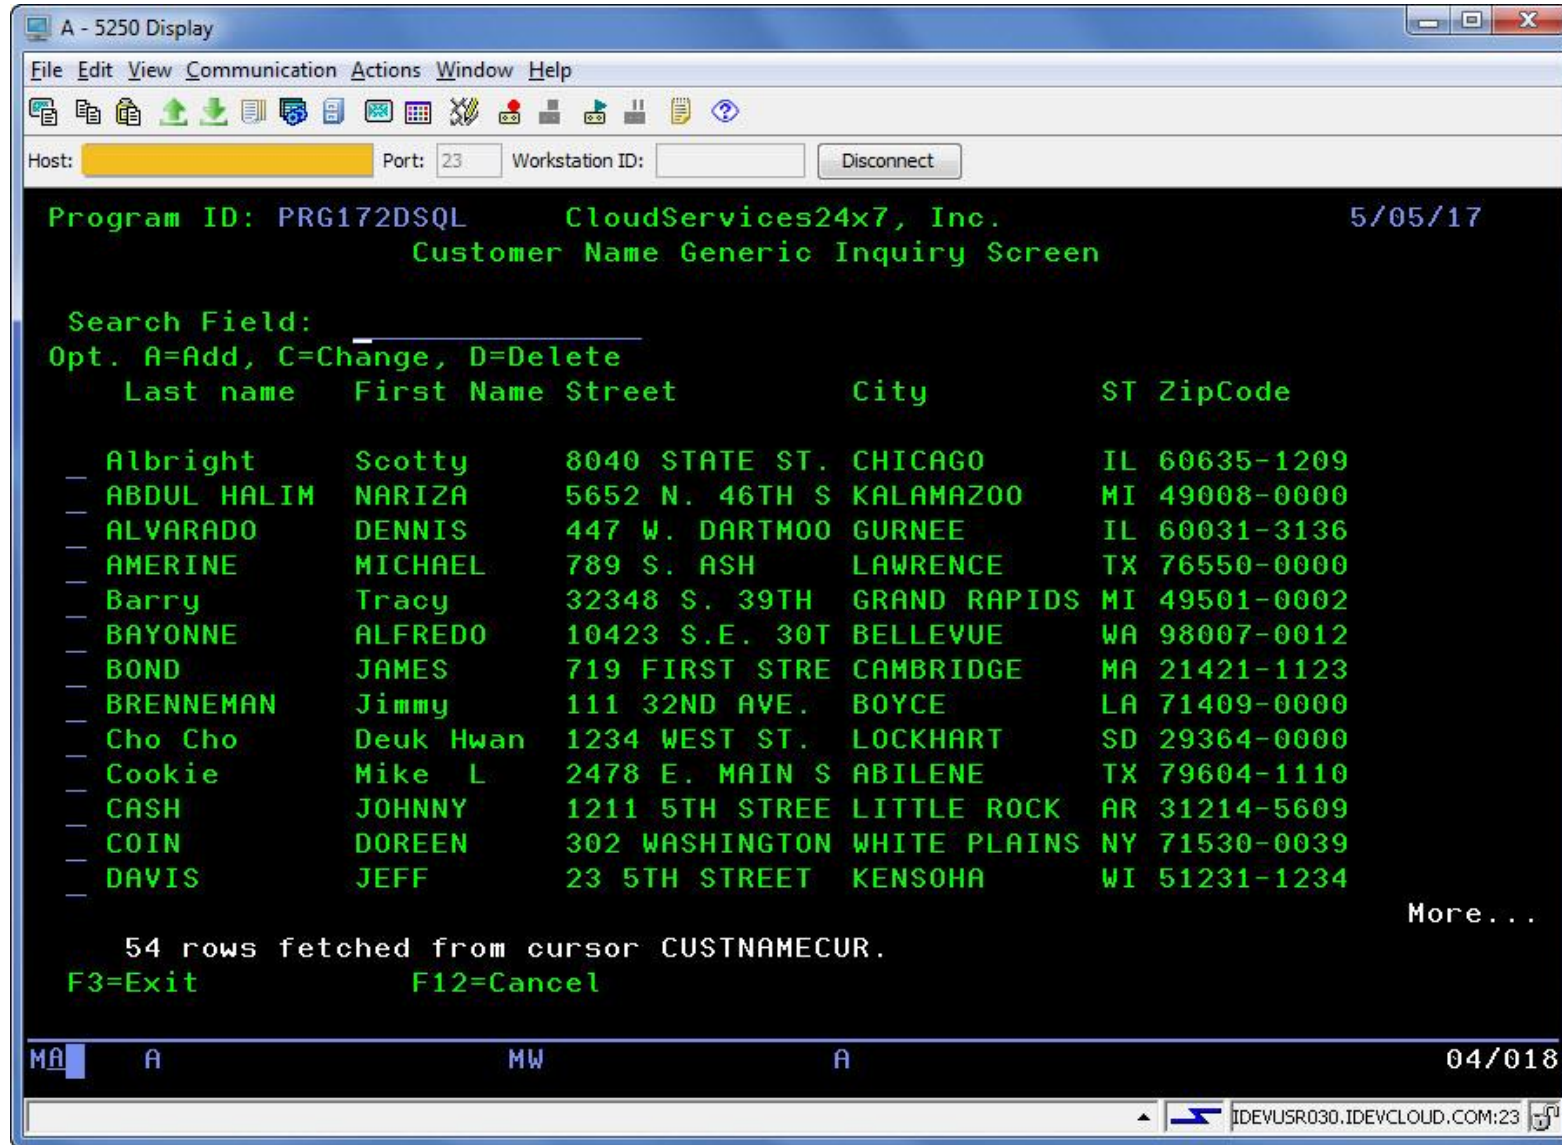 A - 5250 Display
File Edit View Communication Actions Window Help
Host: Port: 23 Workstation ID: Disconnect
Program ID: PRG172DSQL CloudServices24x7, Inc. 5/05/17
Customer Name Generic Inquiry Screen
Search Field:
Opt. A=Add, C=Change, D=Delete
Last name First Name Street City ST ZipCode
Albright Scotty 8040 STATE ST. CHICAGO IL 60635-1209
ABDUL HALIM NARIZA 5652 N. 46TH S KALAMAZOO MI 49008-0000
ALVARADO DENNIS 447 W. DARTMOO GURNEE IL 60031-3136
AMERINE MICHAEL 789 S. ASH LAWRENCE TX 76550-0000
Barry Tracy 32348 S. 39TH GRAND RAPIDS MI 49501-0002
BAYONNE ALFREDO 10423 S.E. 30T BELLEVUE WA 98007-0012
BOND JAMES 719 FIRST STRE CAMBRIDGE MA 21421-1123
BRENNEMAN Jimmy 111 32ND AVE. BOYCE LA 71409-0000
Cho Cho Deuk Hwan 1234 WEST ST. LOCKHART SD 29364-0000
Cookie Mike L 2478 E. MAIN S ABILENE TX 79604-1110
CASH JOHNNY 1211 5TH STREE LITTLE ROCK AR 31214-5609
COIN DOREEN 302 WASHINGTON WHITE PLAINS NY 71530-0039
DAVIS JEFF 23 5TH STREET KENSOHA WI 51231-1234
More...
54 rows fetched from cursor CUSTNAMECUR.
F3=Exit F12=Cancel
MA A MW A 04/018
IDEVUSR030.IDEVCLOUD.COM:23